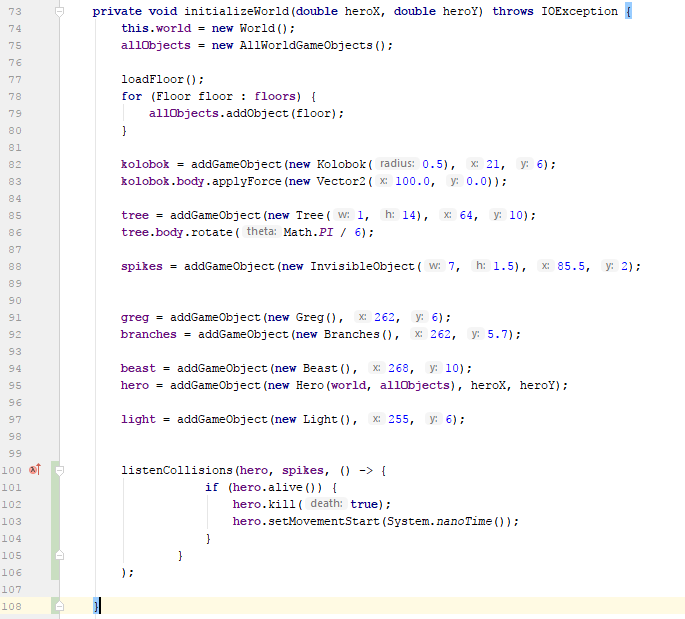 73 private void initializeWorld(double heroX, double heroY) throws IOException {
74 this.world = new World();
75 allObjects = new AllWorldGameObjects();
76
77 loadFloor();
78 for (Floor floor : floors) {
79 allObjects.addObject(floor);
80 }
81
82 kolobok = addGameObject(new Kolobok( radius: 0.5), x: 21, y: 6);
83 kolobok.body.applyForce(new Vector2( x: 100.0, y: 0.0));
84
85 tree = addGameObject(new Tree( w: 1, h: 14), x: 64, y: 10);
86 tree.body.rotate( theta: Math.PI / 6);
87
88 spikes = addGameObject(new InvisibleObject( w: 7, h: 1.5), x: 85.5, y: 2);
89
90
91 greg = addGameObject(new Greg(), x: 262, y: 6);
92 branches = addGameObject(new Branches(), x: 262, y: 5.7);
93
94 beast = addGameObject(new Beast(), x: 268, y: 10);
95 hero = addGameObject(new Hero(world, allObjects), heroX, heroY);
96
97 light = addGameObject(new Light(), x: 255, y: 6);
98
99
100 listenCollisions(hero, spikes, () -> {
101 if (hero.alive()) {
102 hero.kill( death: true);
103 hero.setMovementStart(System.nanoTime());
104 }
105 }
106 );
107
108 }